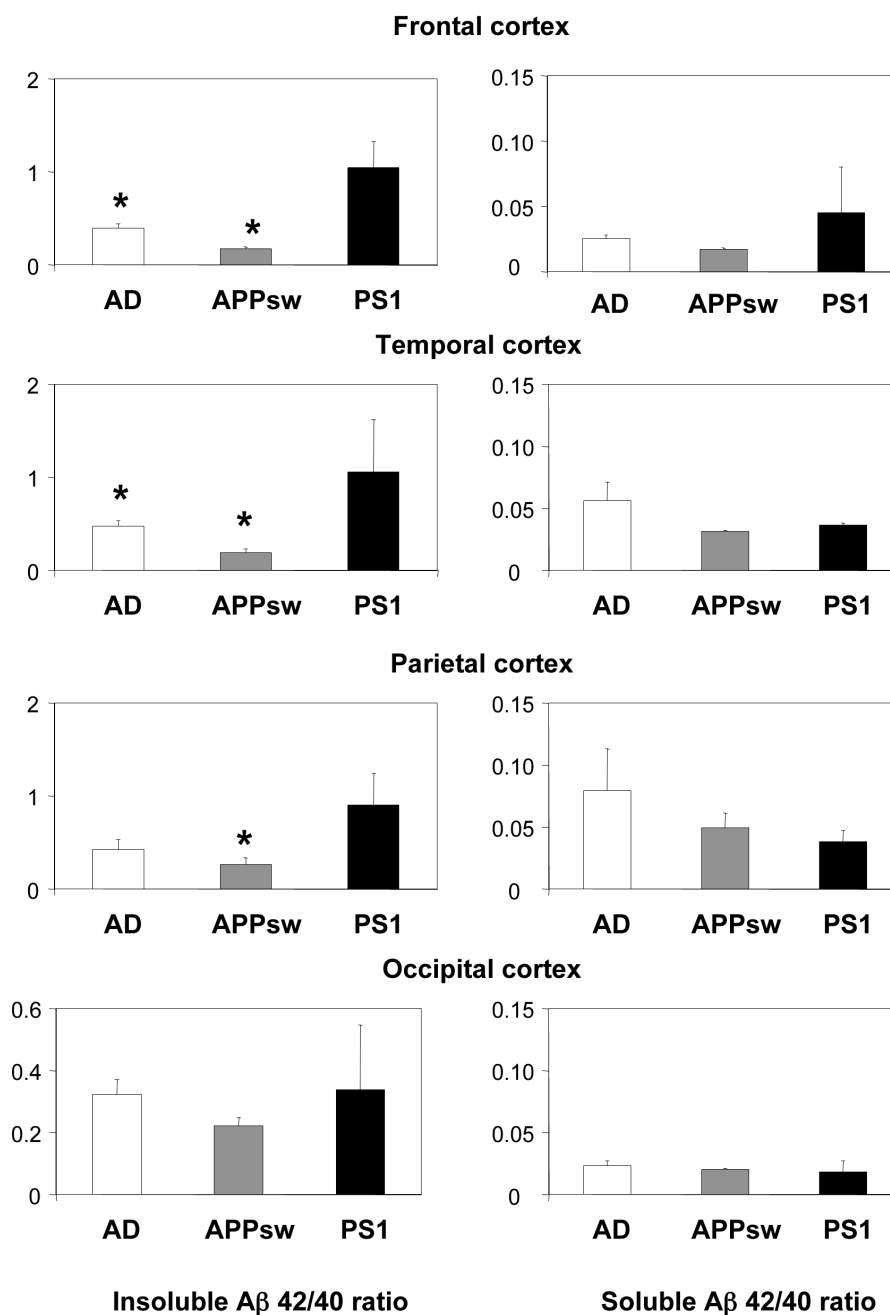 Frontal cortex
2
1
0
*
*
AD APPsw PS1
0.15
0.10
0.05
0
AD APPsw PS1
Temporal cortex
2
1
0
*
*
AD APPsw PS1
0.15
0.10
0.05
0
AD APPsw PS1
Parietal cortex
2
1
0
*
AD APPsw PS1
0.15
0.10
0.05
0
AD APPsw PS1
Occipital cortex
0.6
0.4
0.2
0
AD APPsw PS1
0.15
0.10
0.05
0
AD APPsw PS1
Insoluble Aβ 42/40 ratio
Soluble Aβ 42/40 ratio